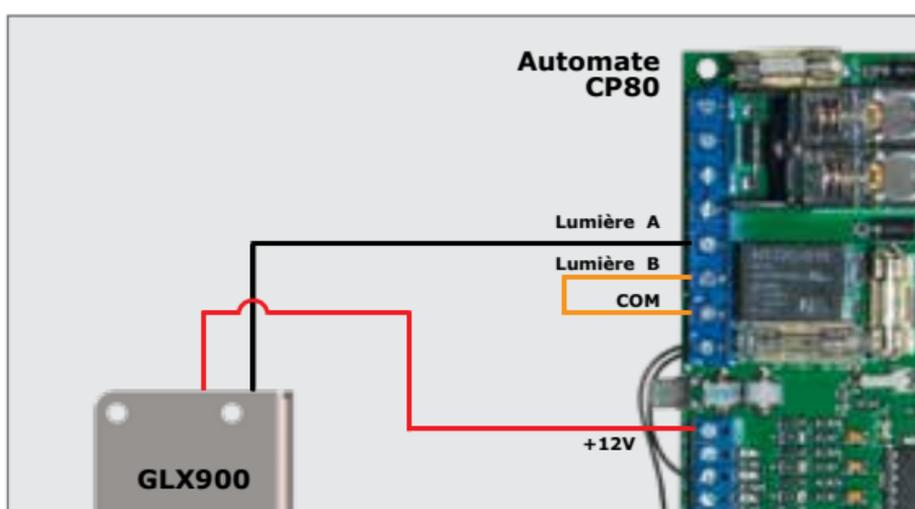 Automate
CP80
Lumière A
Lumière B
COM
+12V
GLX900